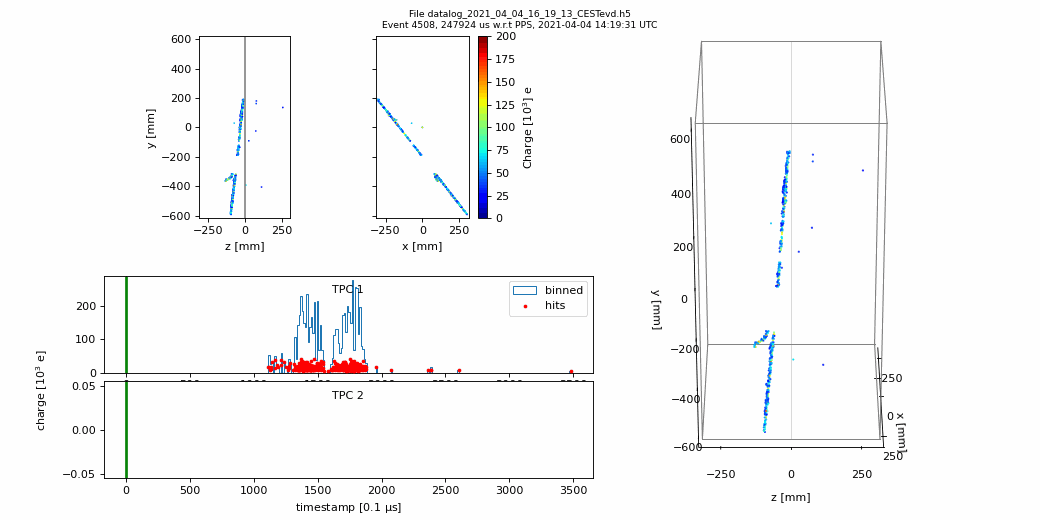 File datalog_2021_04_04_16_19_13_CESTevd.h5
Event 4508, 247924 us w.r.t PPS, 2021-04-04 14:19:31 UTC
600
400
200
0
−200
−400
−600
y [mm]
−250 0 250
z [mm]
−250 0 250
x [mm]
200
175
150
125
100
75
50
25
0
Charge [10³] e
TPC 1
binned
hits
200
100
0
0 500 1000 1500 2000 2500 3000 3500
TPC 2
0.05
0.00
−0.05
charge [10³ e]
0 500 1000 1500 2000 2500 3000 3500
timestamp [0.1 μs]
600
400
200
0
−200
−400
−600
y [mm]
−250 0 250
z [mm]
−250
0
250
x [mm]